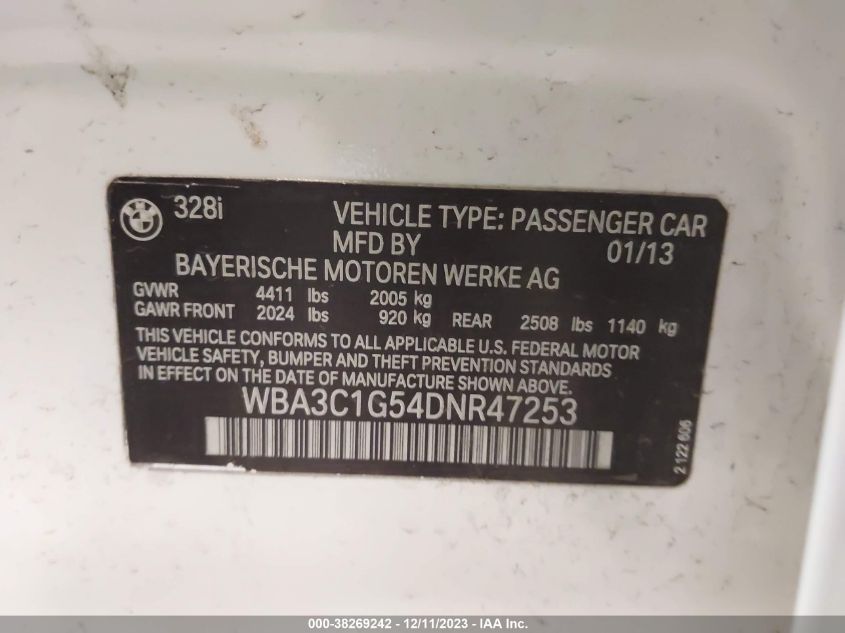 BMW
328i
VEHICLE TYPE: PASSENGER CAR
MFD BY 01/13
BAYERISCHE MOTOREN WERKE AG
GVWR 4411 lbs 2005 kg
GAWR FRONT 2024 lbs 920 kg REAR 2508 lbs 1140 kg
THIS VEHICLE CONFORMS TO ALL APPLICABLE U.S. FEDERAL MOTOR
VEHICLE SAFETY, BUMPER AND THEFT PREVENTION STANDARDS
IN EFFECT ON THE DATE OF MANUFACTURE SHOWN ABOVE.
WBA3C1G54DNR47253
2 122 606
000-38269242 - 12/11/2023 - IAA Inc.